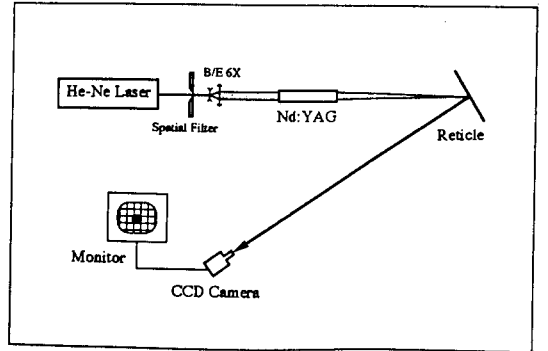 B/E 6X
He-Ne Laser
Spatial Filter
Nd:YAG
Reticle
Monitor
CCD Camera